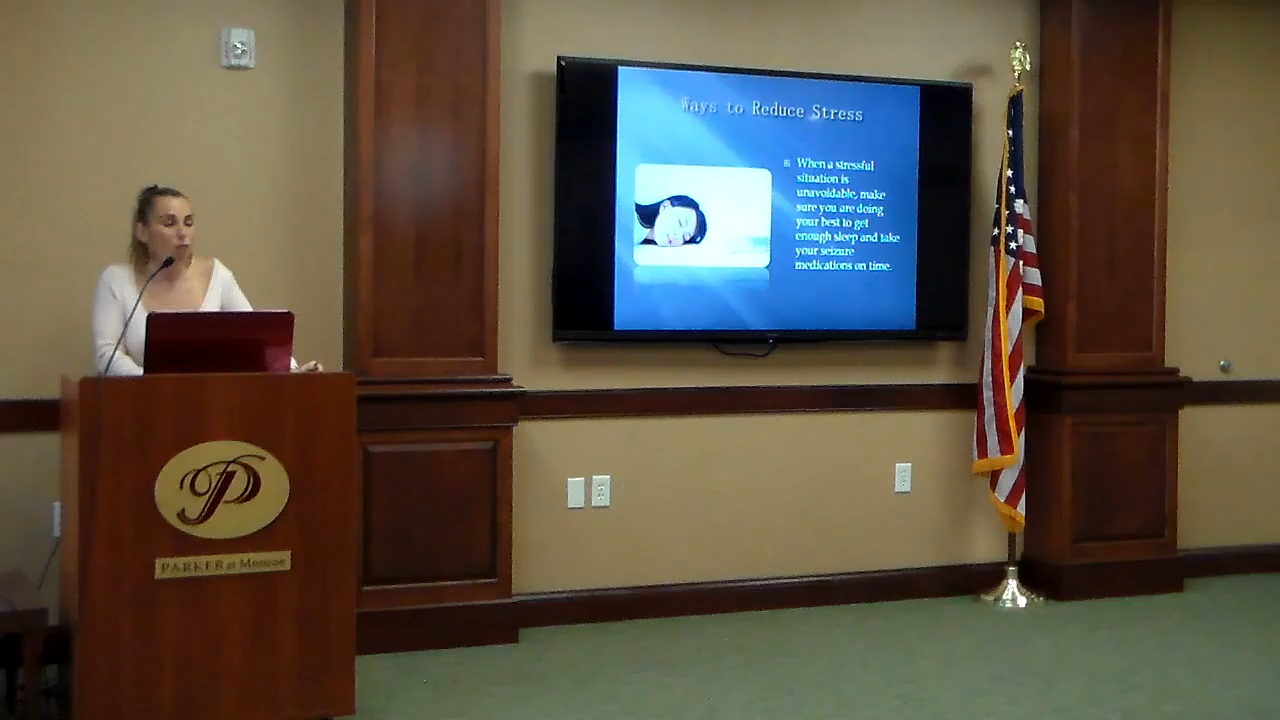 Ways to Reduce Stress
When a stressful
situation is
unavoidable, make
sure you are doing
your best to get
enough sleep and take
your seizure
medications on time.
P
PARKER at Monroe